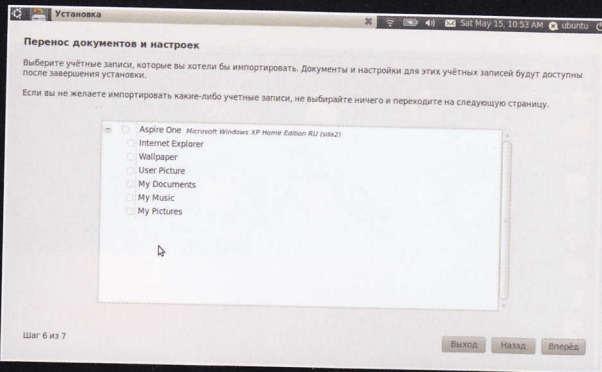 Установка
Sat May 15, 10:53 AM ubuntu
Перенос документов и настроек
Выберите учётные записи, которые вы хотели бы импортировать. Документы и настройки для этих учётных записей будут доступны
после завершения установки.
Если вы не желаете импортировать какие-либо учетные записи, не выбирайте ничего и переходите на следующую страницу.
Aspire One Microsoft Windows XP Home Edition RU (sda2)
Internet Explorer
Wallpaper
User Picture
My Documents
My Music
My Pictures
Шаг 6 из 7
Выход Назад Вперёд